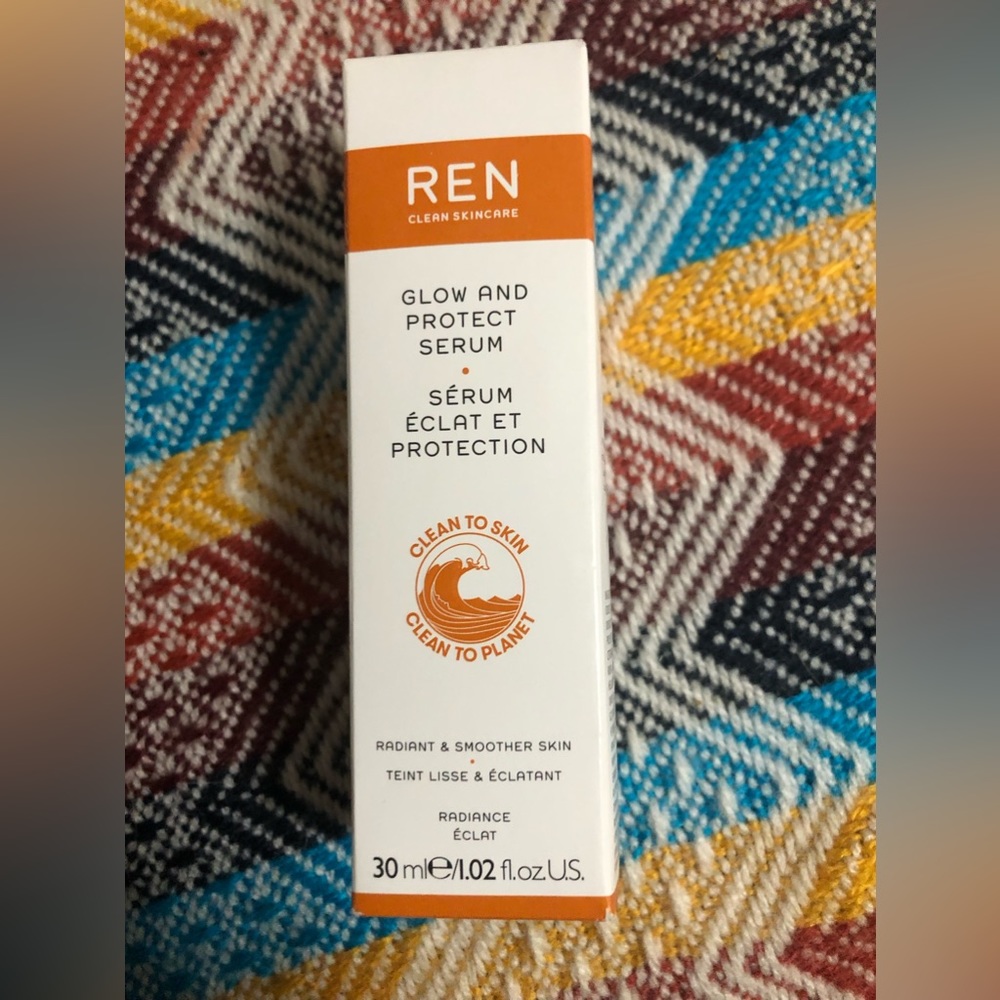 REN
CLEAN SKINCARE
GLOW AND
PROTECT
SERUM
SÉRUM
ÉCLAT ET
PROTECTION
CLEAN TO SKIN
CLEAN TO PLANET
RADIANT & SMOOTHER SKIN
TEINT LISSE & ÉCLATANT
RADIANCE
ÉCLAT
30 ml℮/1.02 fl.oz.U.S.